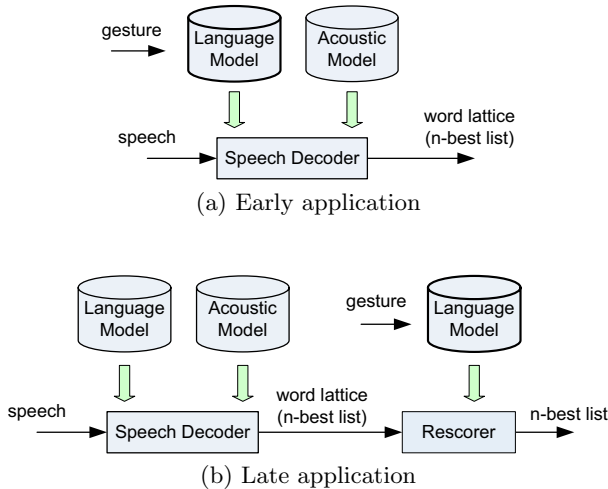 gesture
Language
Model
Acoustic
Model
speech
Speech Decoder
word lattice
(n-best list)
(a) Early application
Language
Model
Acoustic
Model
gesture
Language
Model
speech
Speech Decoder
word lattice
(n-best list)
Rescorer
n-best list
(b) Late application